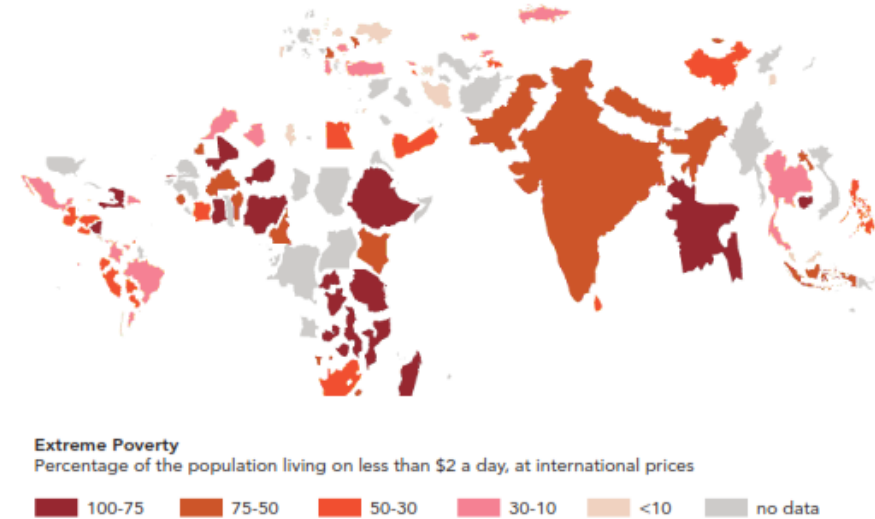 Extreme Poverty
Percentage of the population living on less than $2 a day, at international prices
100-75 75-50 50-30 30-10 <10 no data